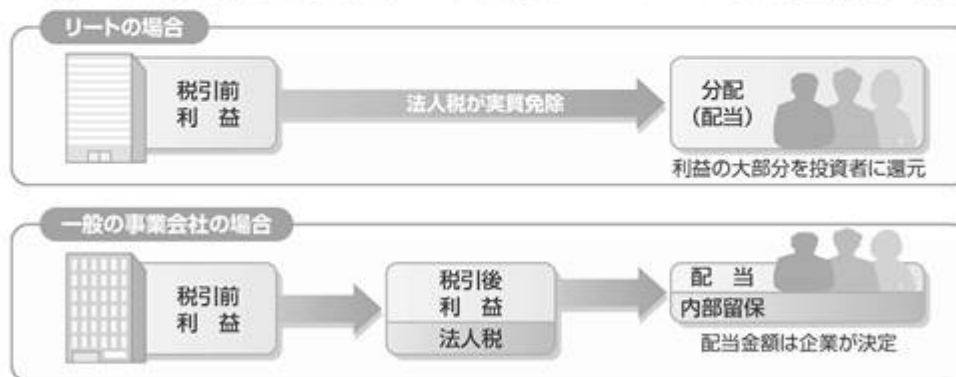 リートの場合
税引前
利 益
法人税が実質免除
分配
(配当)
利益の大部分を投資者に還元
一般の事業会社の場合
税引前
利 益
税引後
利 益
法人税
配 当
内部留保
配当金額は企業が決定